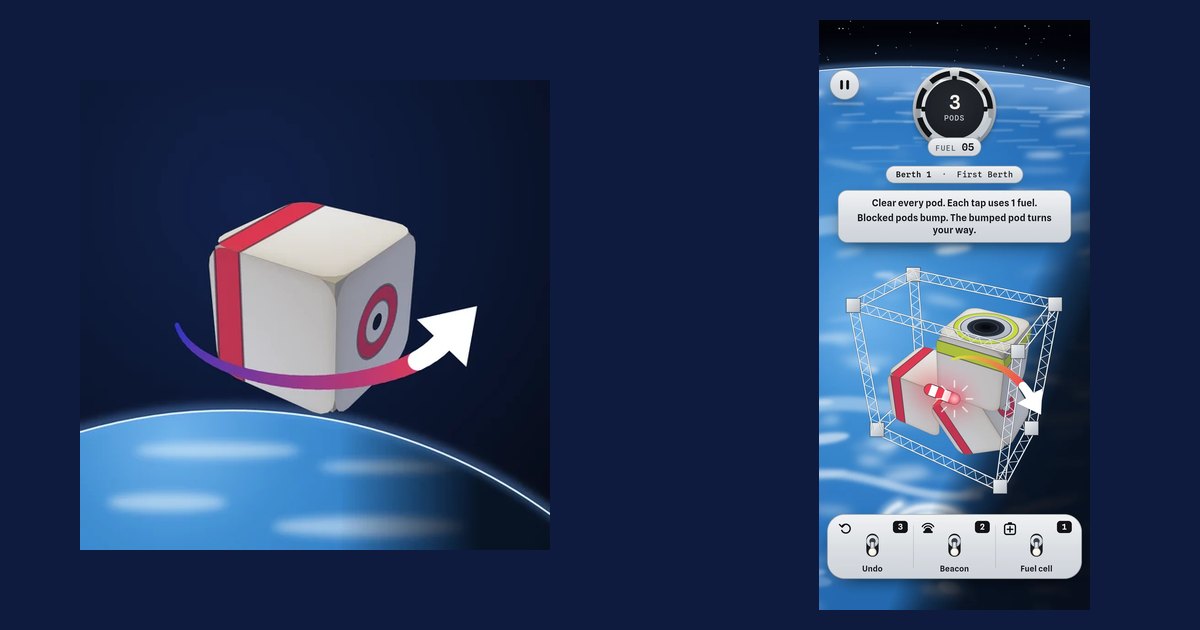 3
PODS
FUEL 05
Berth 1 · First Berth
Clear every pod. Each tap uses 1 fuel.
Blocked pods bump. The bumped pod turns
your way.
3 2 1
Undo Beacon Fuel cell